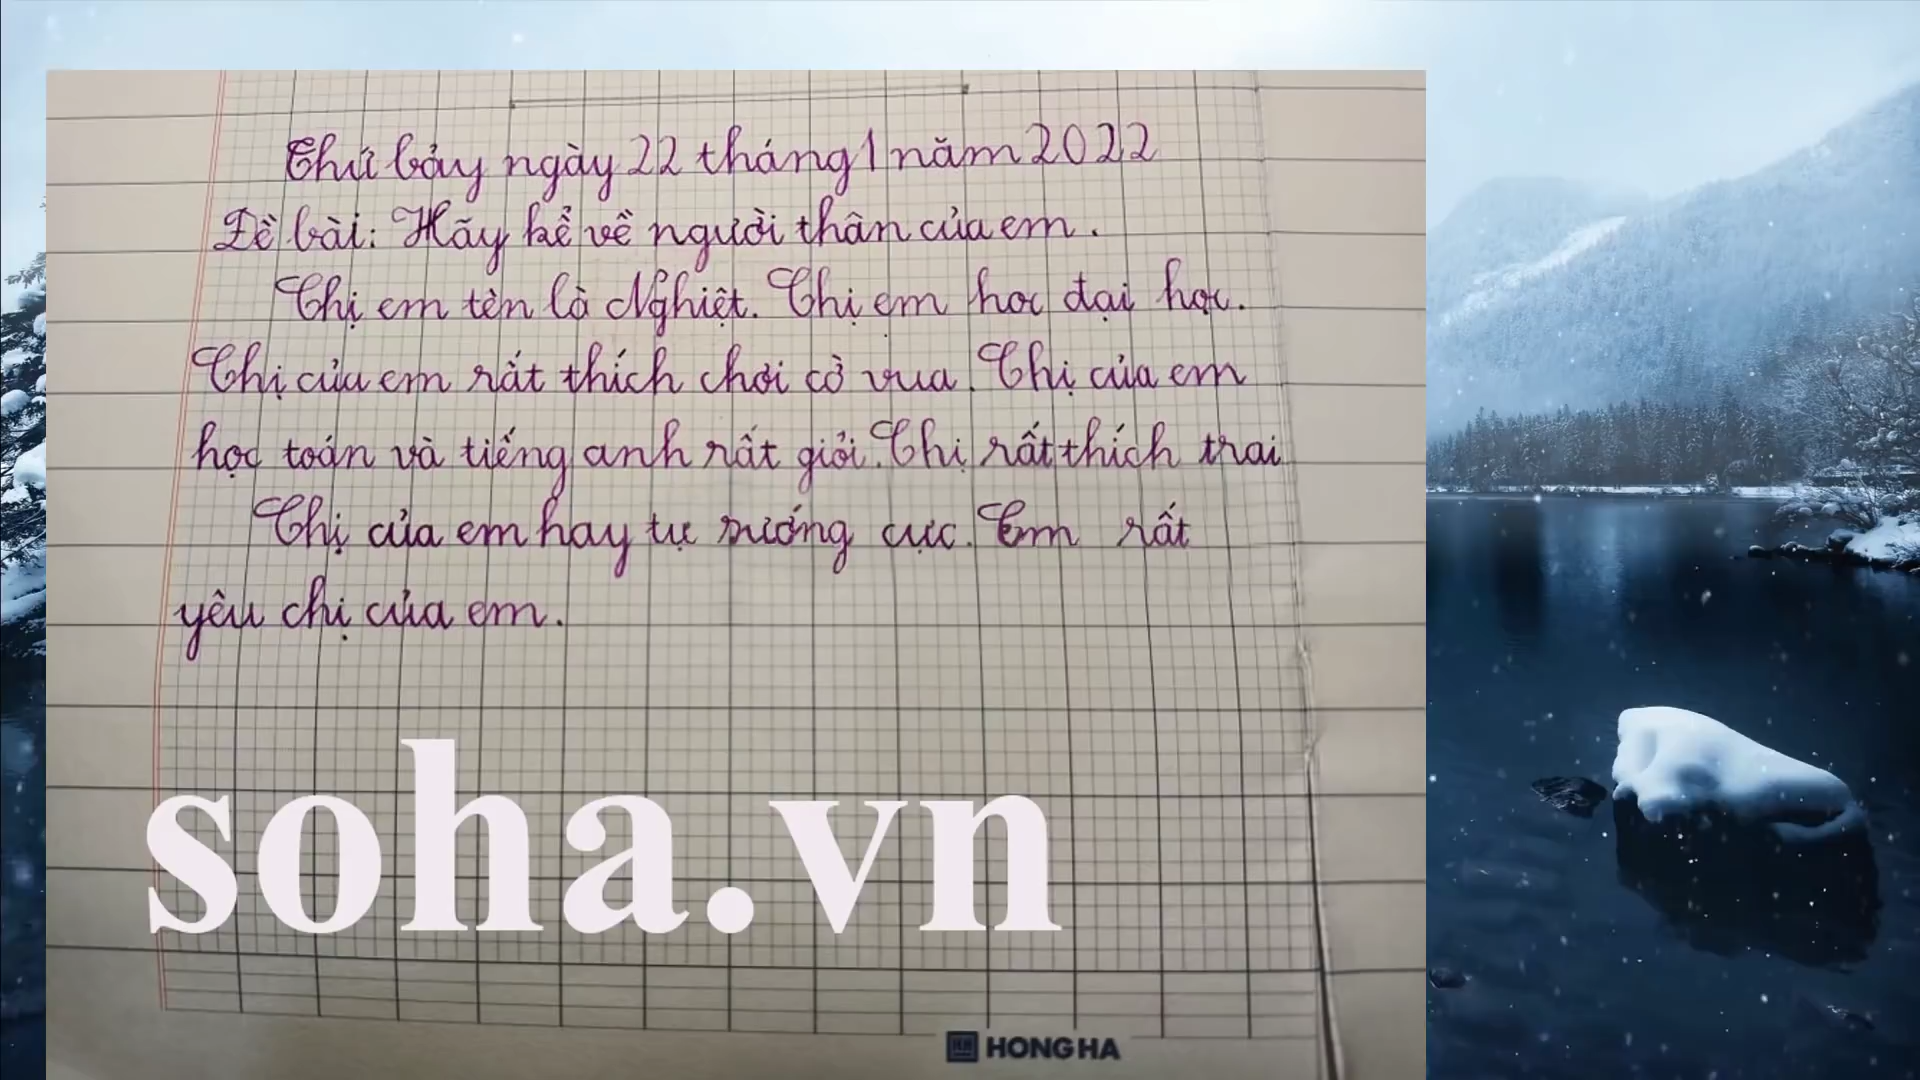 Thứ bảy ngày 22 tháng 1 năm 2022
Đề bài: Hãy kể về người thân của em.
Chị em tên là Nghiệt. Chị em học đại học.
Chị của em rất thích chơi cờ vua. Chị của em
học toán và tiếng anh rất giỏi. Chị rất thích trai
Chị của em hay tự sướng cực. Em rất
yêu chị của em.
soha.vn
HONG HA